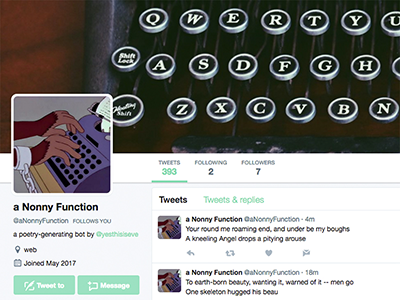 Q W E R T Y U
Shift Lock A S D F G H J K
Floating Shift Z X C V B N
TWEETS FOLLOWING FOLLOWERS
393 2 7
a Nonny Function
@aNonnyFunction FOLLOWS YOU
a poetry-generating bot by @yesthisiseve
web
Joined May 2017
Tweet to Message
Tweets Tweets & replies
a Nonny Function @aNonnyFunction · 4m
Your round me roaming end, and under be my boughs
A kneeling Angel drops a pitying arouse
a Nonny Function @aNonnyFunction · 18m
To earth-born beauty, wanting it, warned of it -- men go
One skeleton hugged his beau